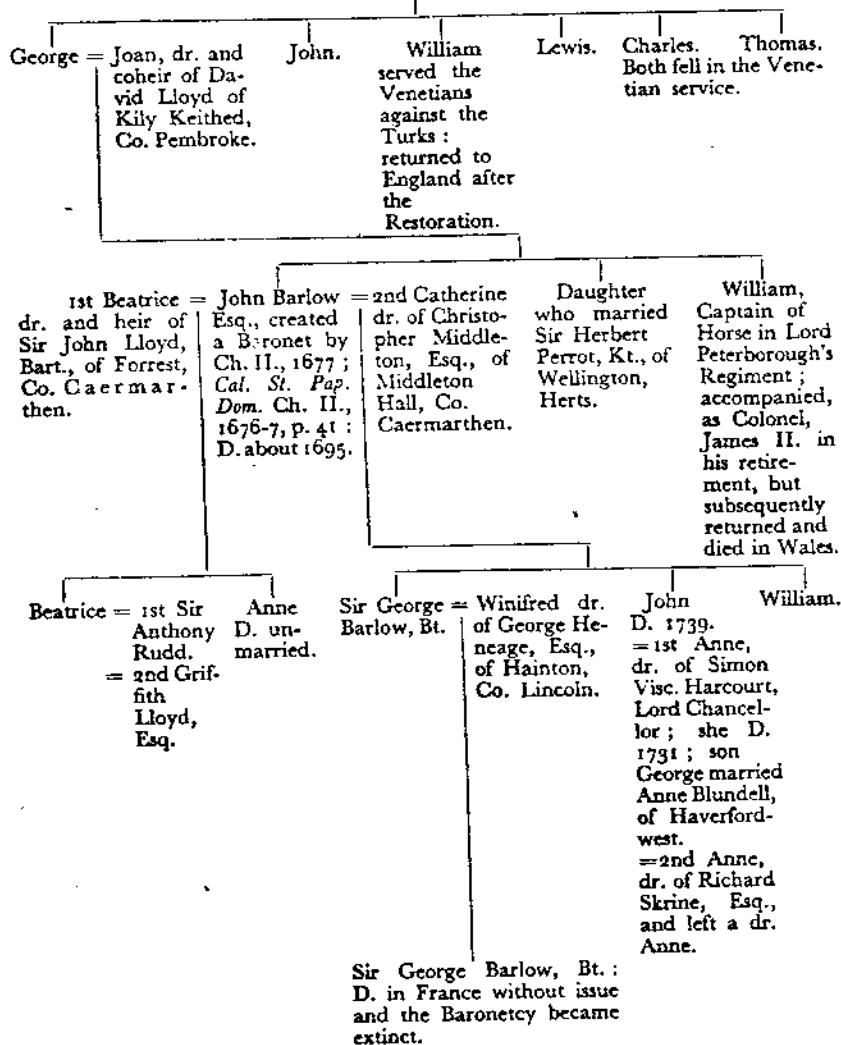 George = Joan, dr. and
coheir of Da-
vid Lloyd of
Kily Keithed,
Co. Pembroke.
John.
William
served the
Venetians
against the
Turks :
returned to
England after
the
Restoration.
Lewis.
Charles. Thomas.
Both fell in the Vene-
tian service.
1st Beatrice =
dr. and heir of
Sir John Lloyd,
Bart., of Forrest,
Co. Caermar-
then.
John Barlow
Esq., created
a Baronet by
Ch. II., 1677 ;
Cal. St. Pap.
Dom. Ch. II.,
1676-7, p. 41 :
D. about 1695.
= 2nd Catherine
dr. of Christo-
pher Middle-
ton, Esq., of
Middleton
Hall, Co.
Caermarthen.
Daughter
who married
Sir Herbert
Perrot, Kt., of
Wellington,
Herts.
William,
Captain of
Horse in Lord
Peterborough's
Regiment ;
accompanied,
as Colonel,
James II. in
his retire-
ment, but
subsequently
returned and
died in Wales.
Beatrice = 1st Sir
Anthony
Rudd.
= 2nd Grif-
fith
Lloyd,
Esq.
Anne
D. un-
married.
Sir George =
Barlow, Bt.
Winifred dr.
of George He-
neage, Esq.,
of Hainton,
Co. Lincoln.
John
D. 1739.
=1st Anne,
dr. of Simon
Visc. Harcourt,
Lord Chancel-
lor ; she D.
1731 ; son
George married
Anne Blundell,
of Haverford-
west.
=2nd Anne,
dr. of Richard
Skrine, Esq.,
and left a dr.
Anne.
William.
Sir George Barlow, Bt. :
D. in France without issue
and the Baronetcy became
extinct.